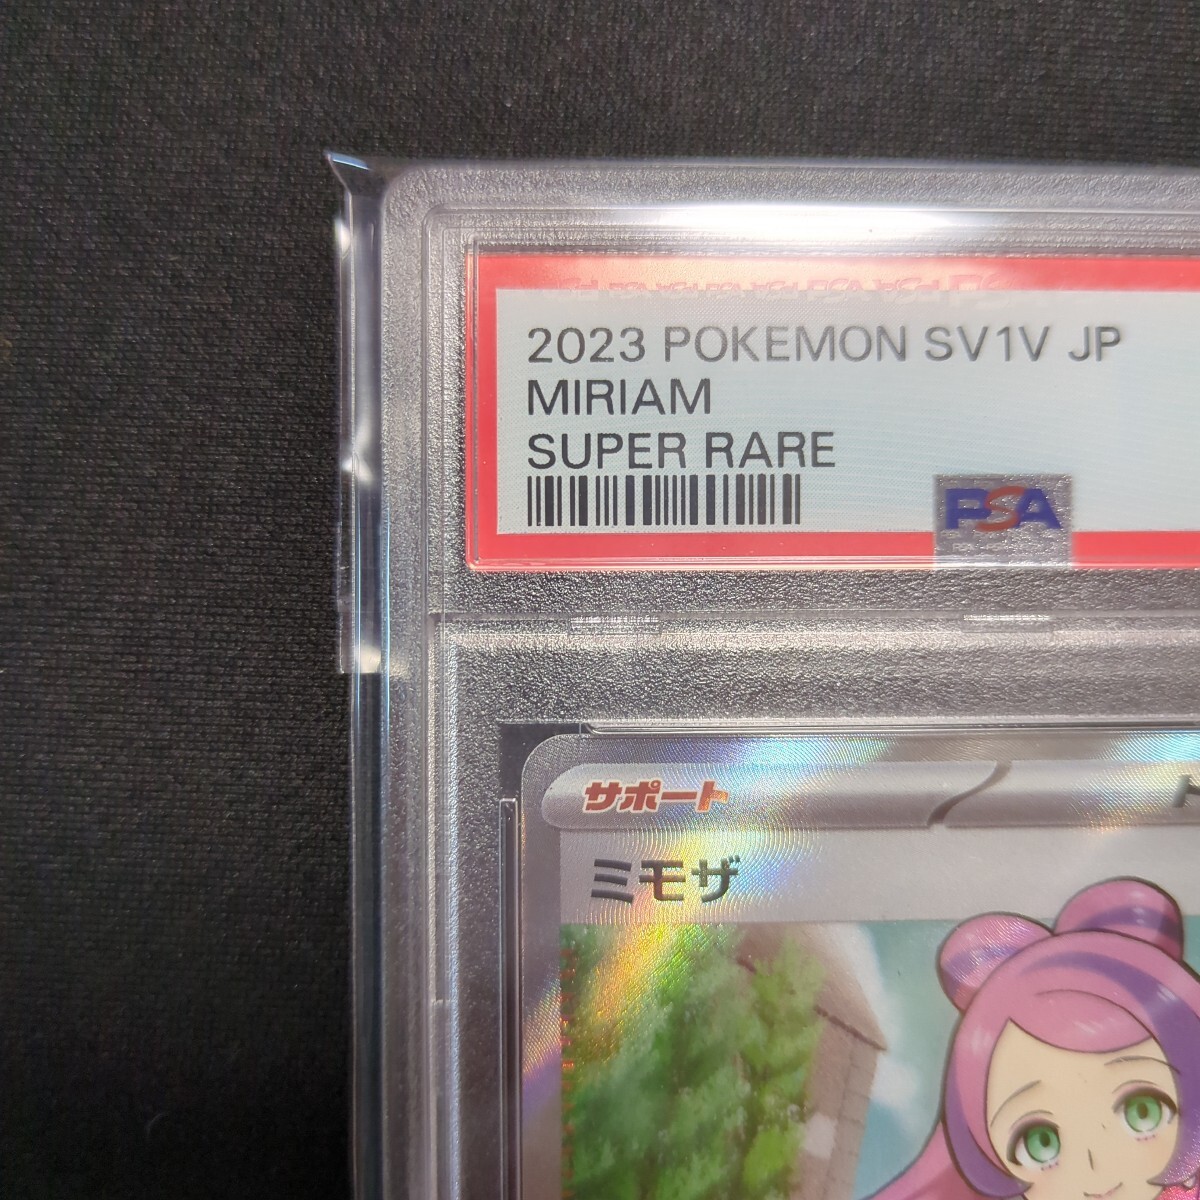 2023 POKEMON SV1V JP
MIRIAM
SUPER RARE
PSA
サポート
ミモザ